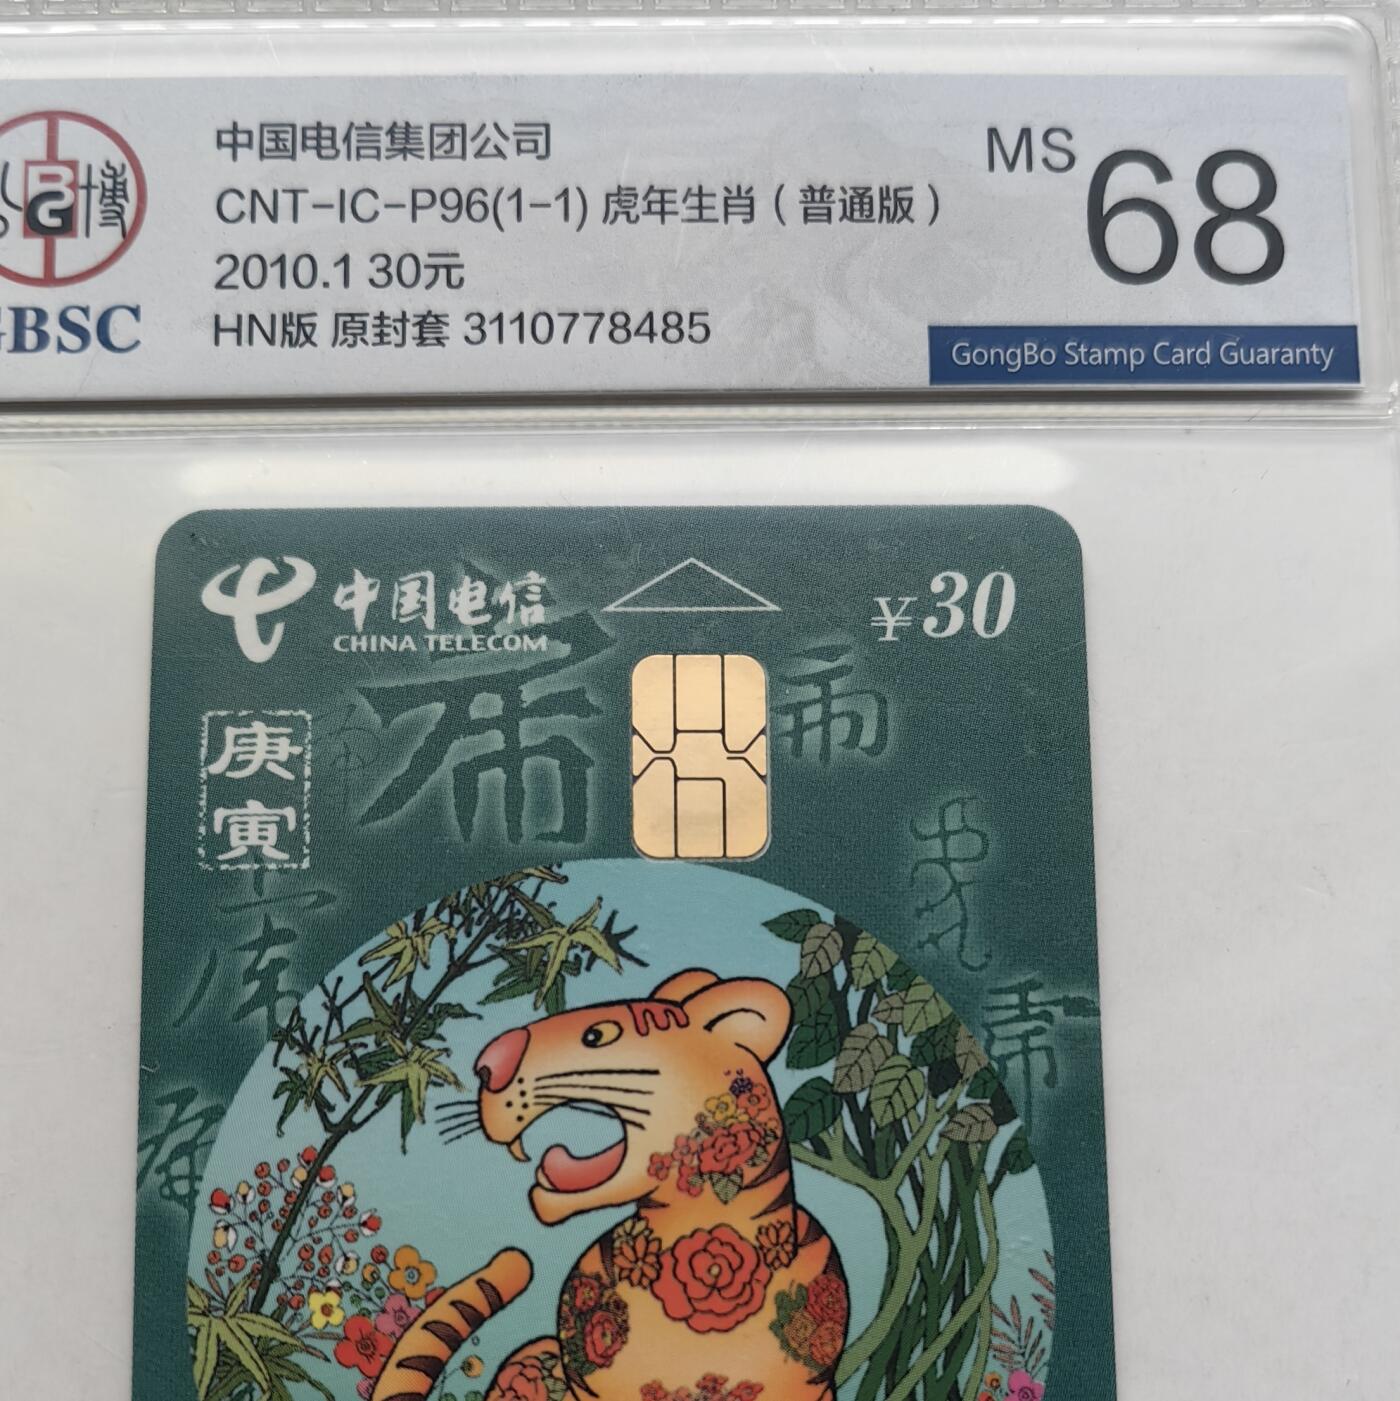 中国电信集团公司
CNT-IC-P96(1-1) 虎年生肖（普通版）
2010.1 30元
HN版 原封套 3110778485
MS 68
GongBo Stamp Card Guaranty
BG
博
GBSC
中国电信
CHINA TELECOM
¥30
庚
寅